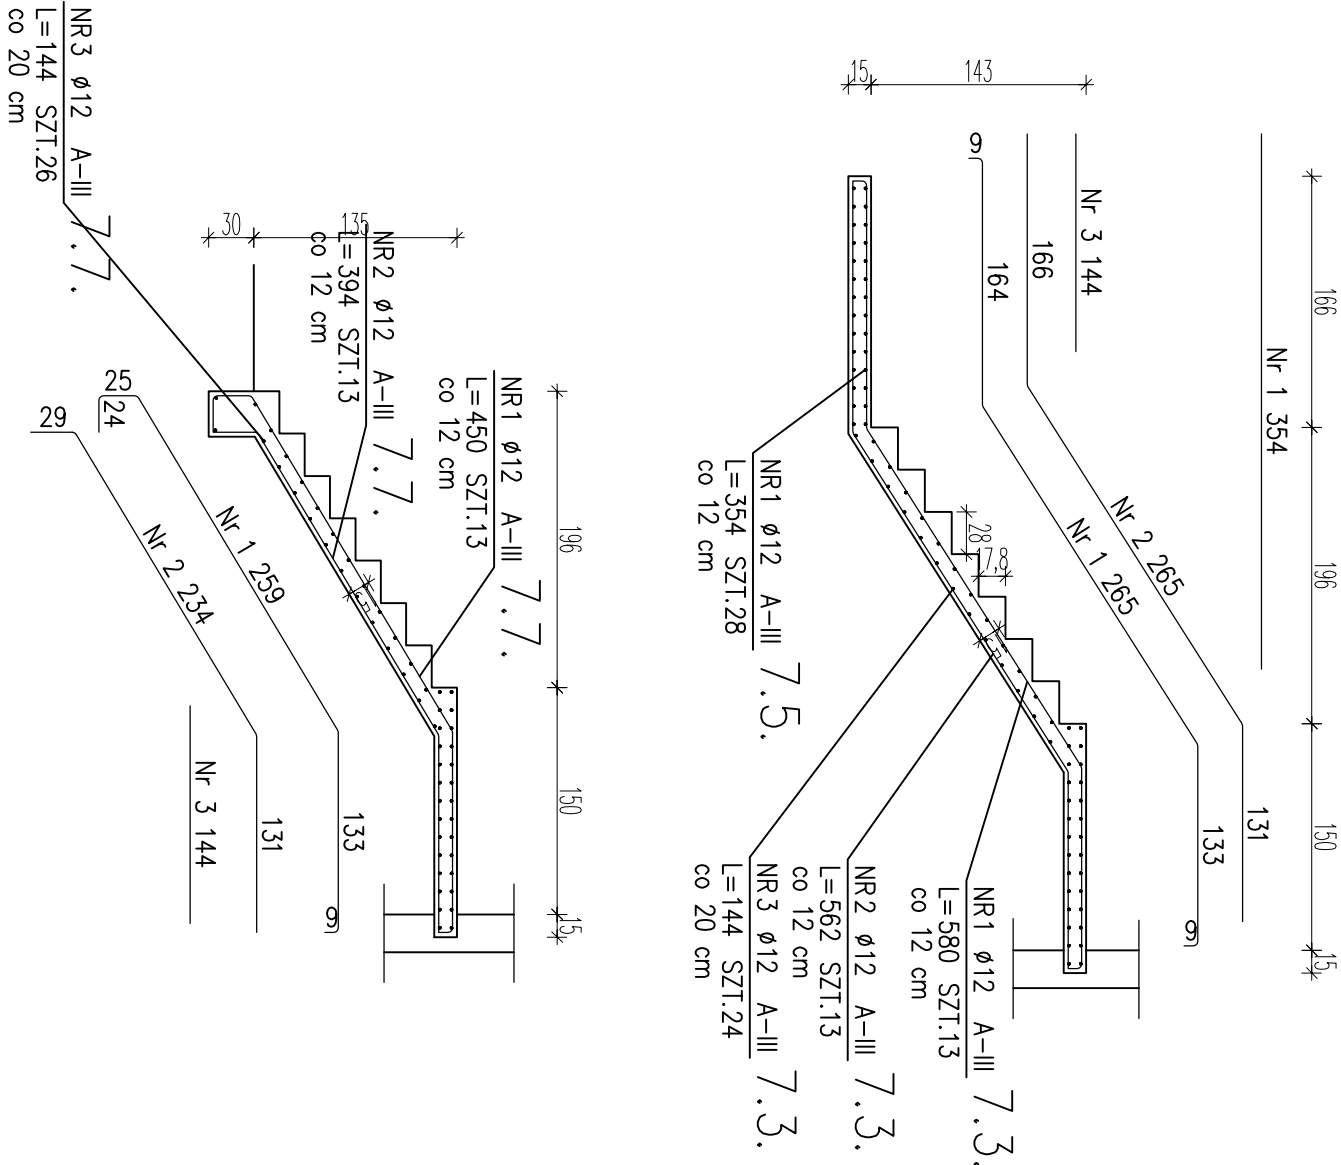 NR3 ø12 A-III
L=144 SZT.26
co 20 cm
7.7.
30
135
NR2 ø12 A-III
L=394 SZT.13
co 12 cm
7.7.
NR1 ø12 A-III
L=450 SZT.13
co 12 cm
7.7.
25
24
29
Nr 1 259
Nr 2 234
133
131
9
Nr 3 144
196
150
15
15
143
9
164
166
Nr 3 144
Nr 1 354
Nr 2 265
Nr 1 265
131
133
9
166
196
150
15
28
17,8
NR1 ø12 A-III
L=354 SZT.28
co 12 cm
7.5.
NR1 ø12 A-III
L=580 SZT.13
co 12 cm
7.3.
NR2 ø12 A-III
L=562 SZT.13
co 12 cm
7.3.
NR3 ø12 A-III
L=144 SZT.24
co 20 cm
7.3.